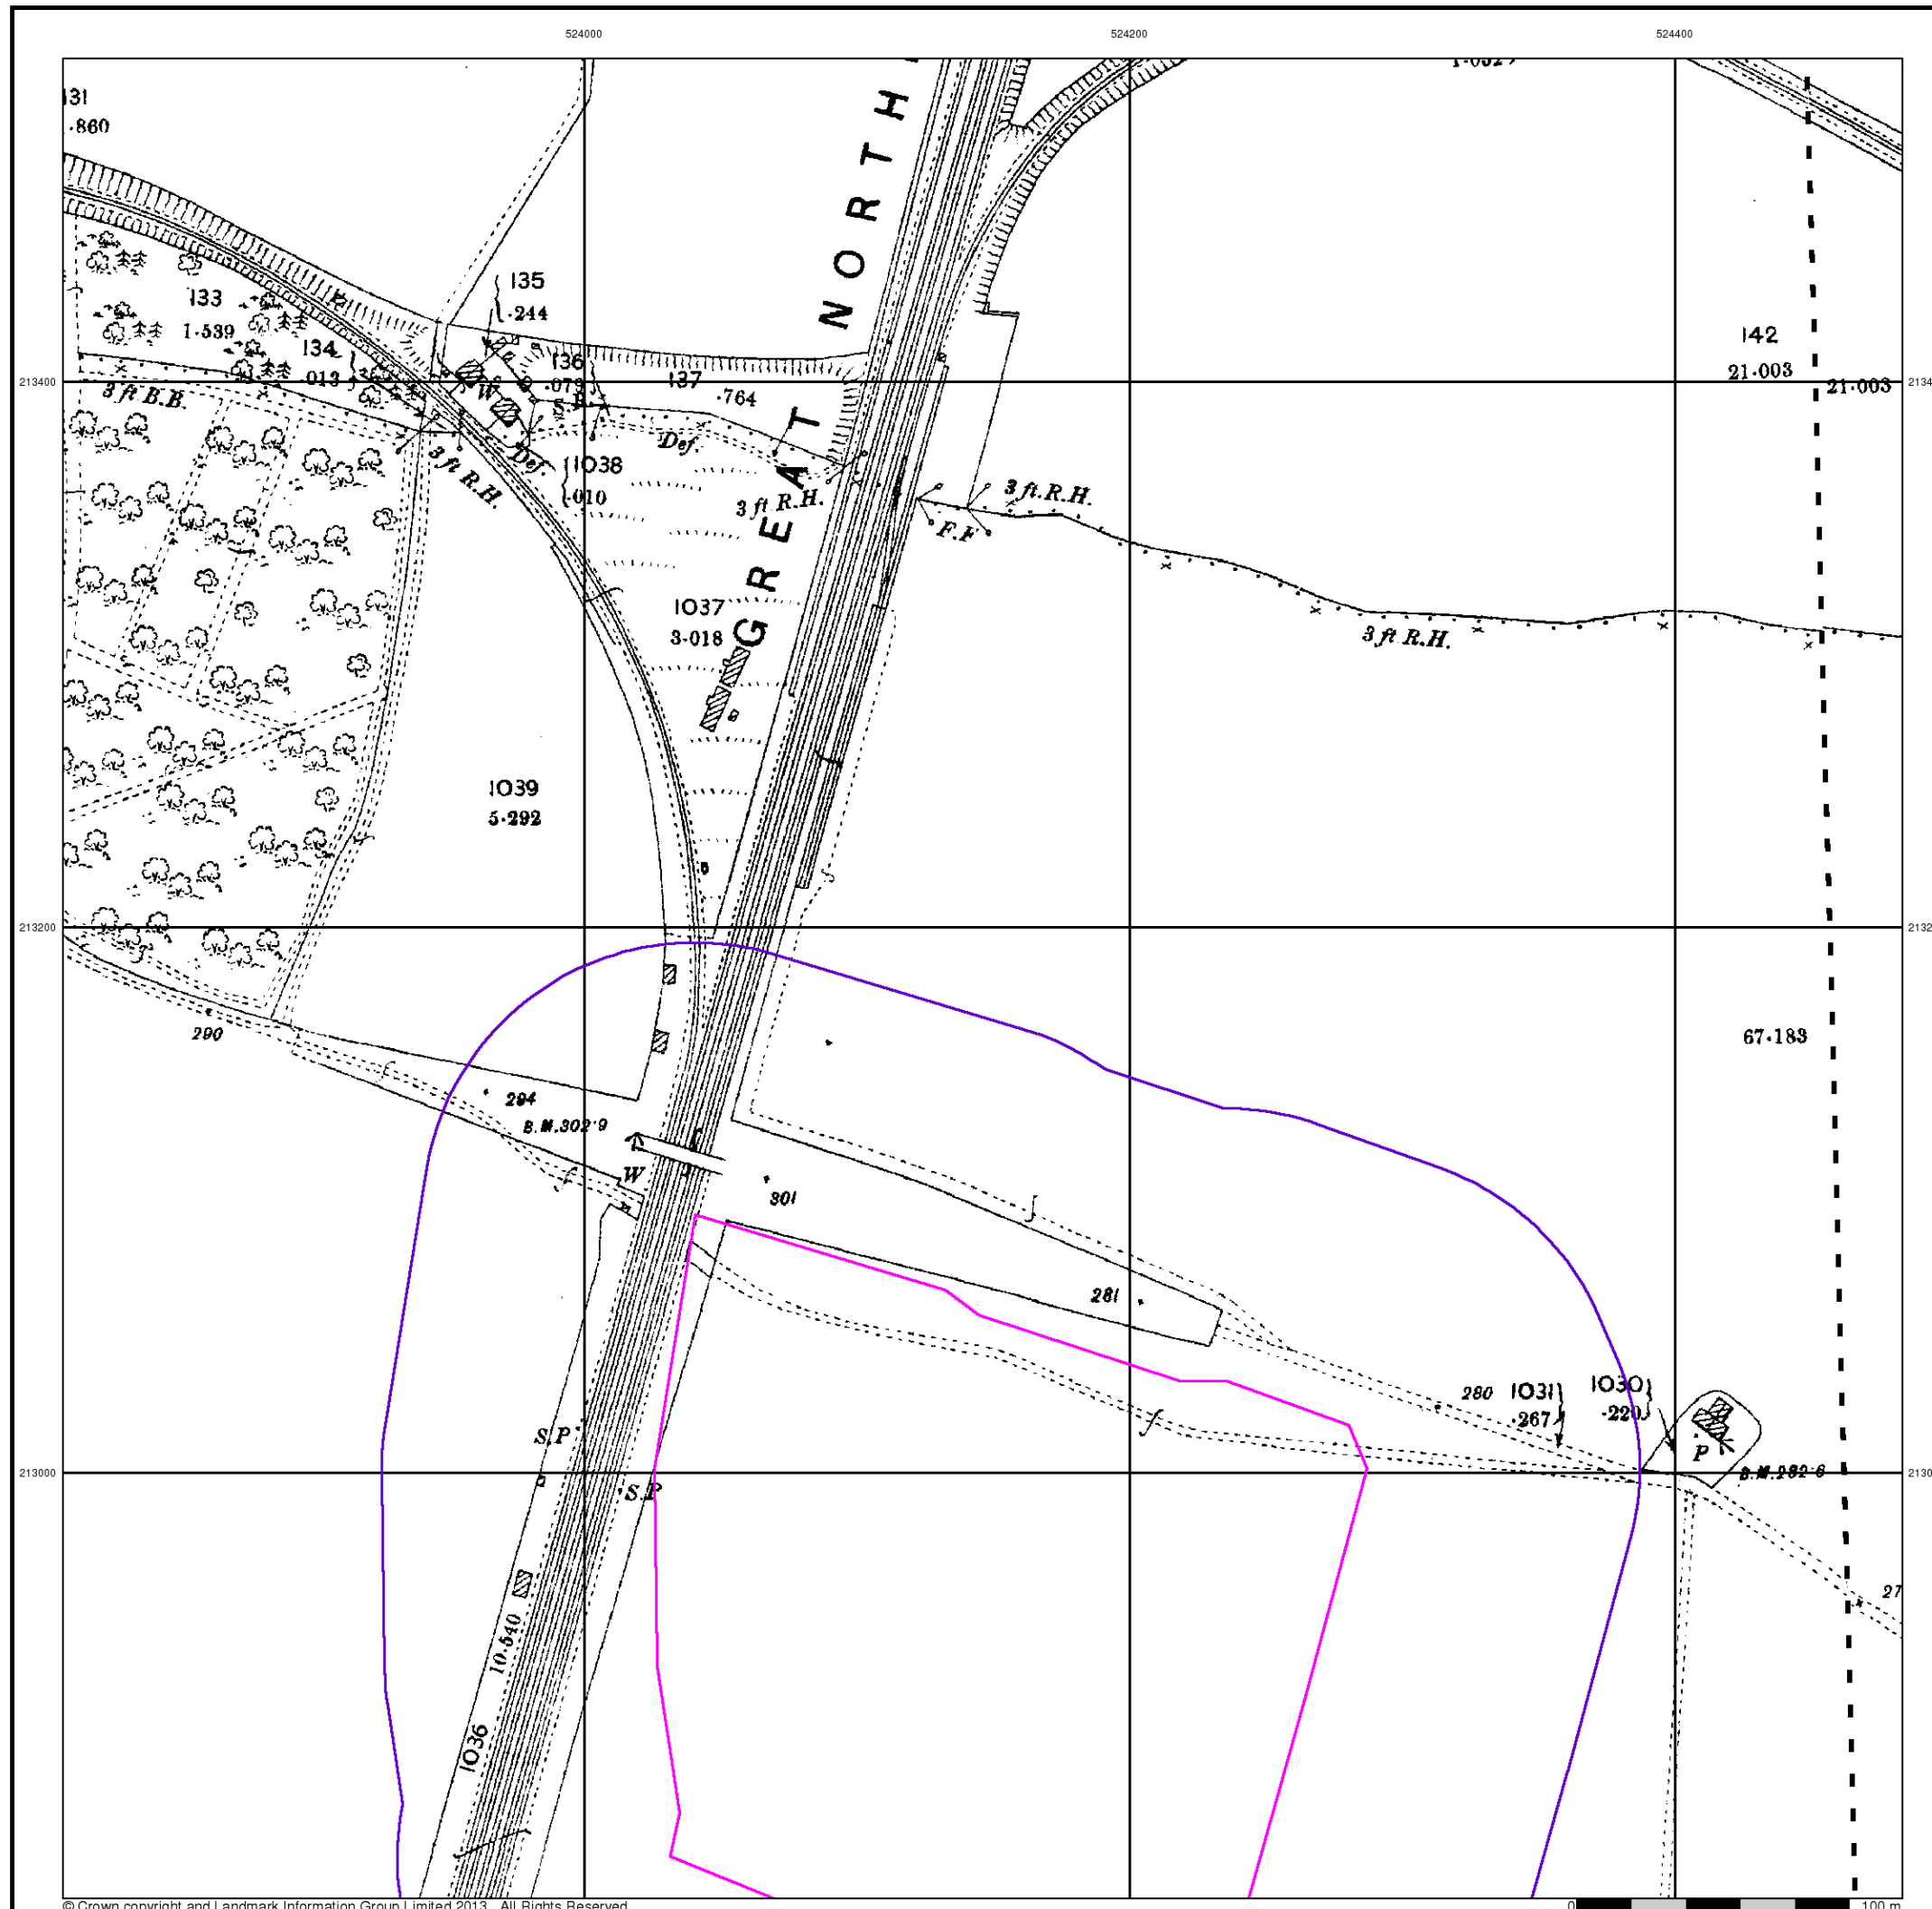 524000
524200
524400
131
.860
NORTH
135
.244
133
1.539
134
.013
136
.079
S.B.
137
.764
142
21.003
21.003
213400
3 ft B.B.
W
Def.
Def.
3 ft R.H.
1038
.010
3 ft R.H.
3 ft. R.H.
F.F
GREAT
1037
3.018
3 ft R.H.
1039
5.292
213200
290
294
B.M.302.9
W
301
67.183
281
280
1031
.267
1030
.220
P
B.M.282.6
S.P
S.P
213000
27
10.540
1036
© Crown copyright and Landmark Information Group Limited 2013. All Rights Reserved.
0
100 m